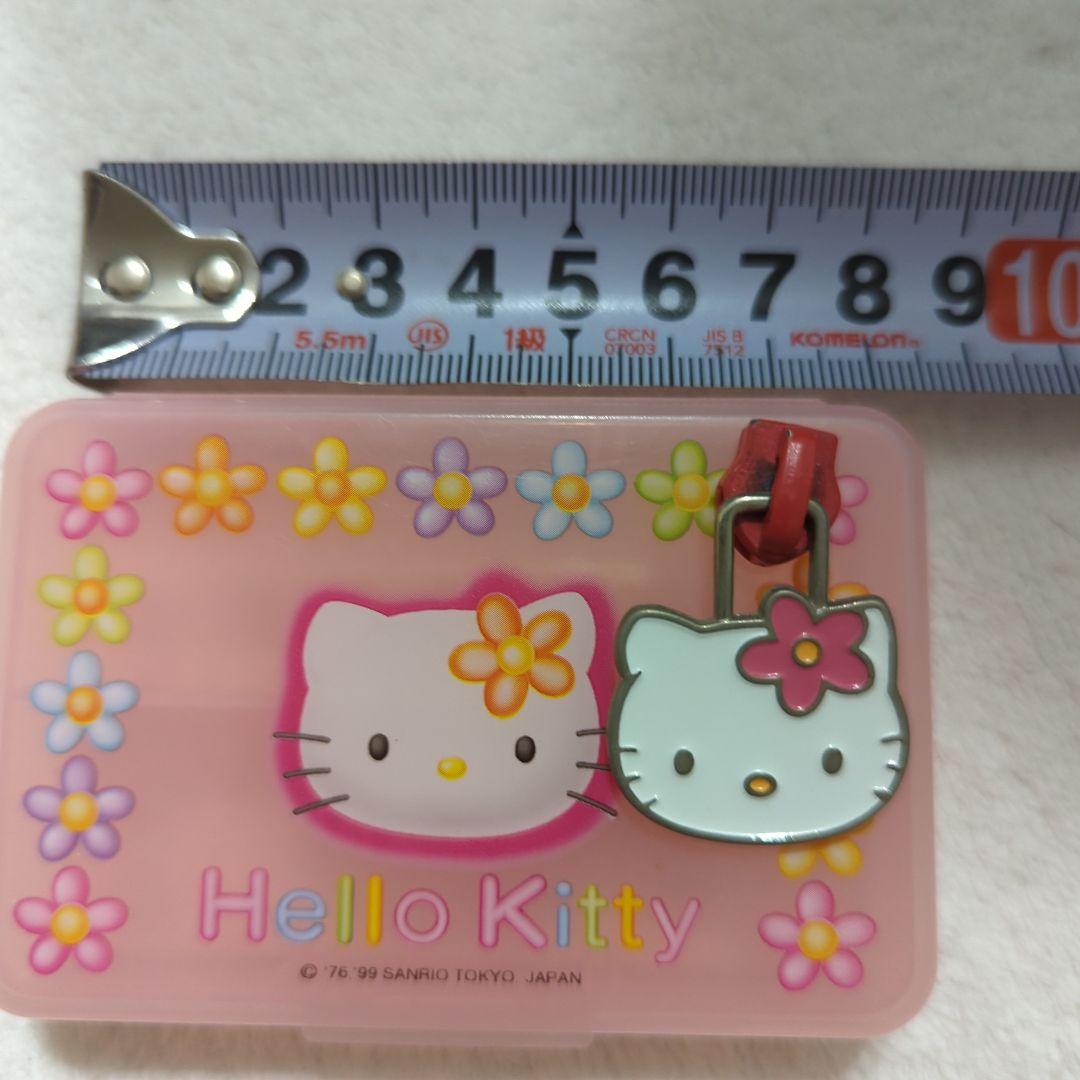 2 3 4 5 6 7 8 9 10
5.5m JIS 1級 CRCN 07003 JIS B 7512 KOMELON®
Hello Kitty
© '76,'99 SANRIO TOKYO, JAPAN